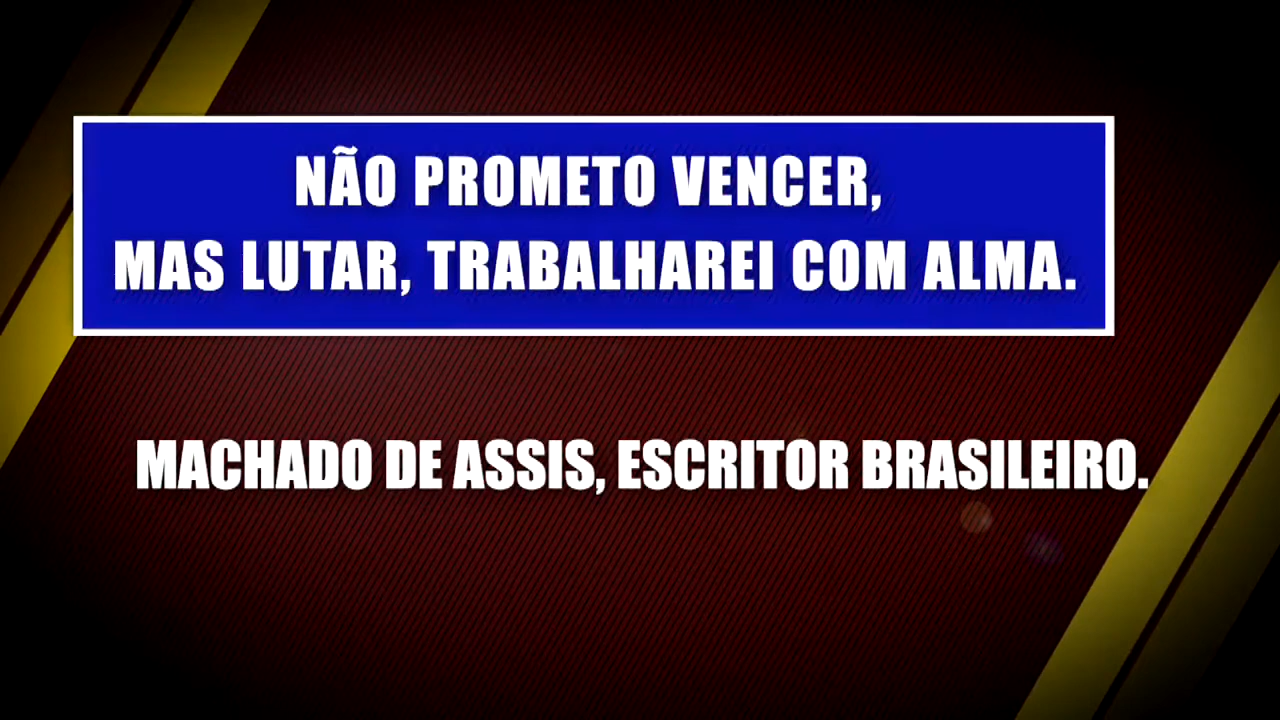 NÃO PROMETO VENCER,
MAS LUTAR, TRABALHAREI COM ALMA.
MACHADO DE ASSIS, ESCRITOR BRASILEIRO.